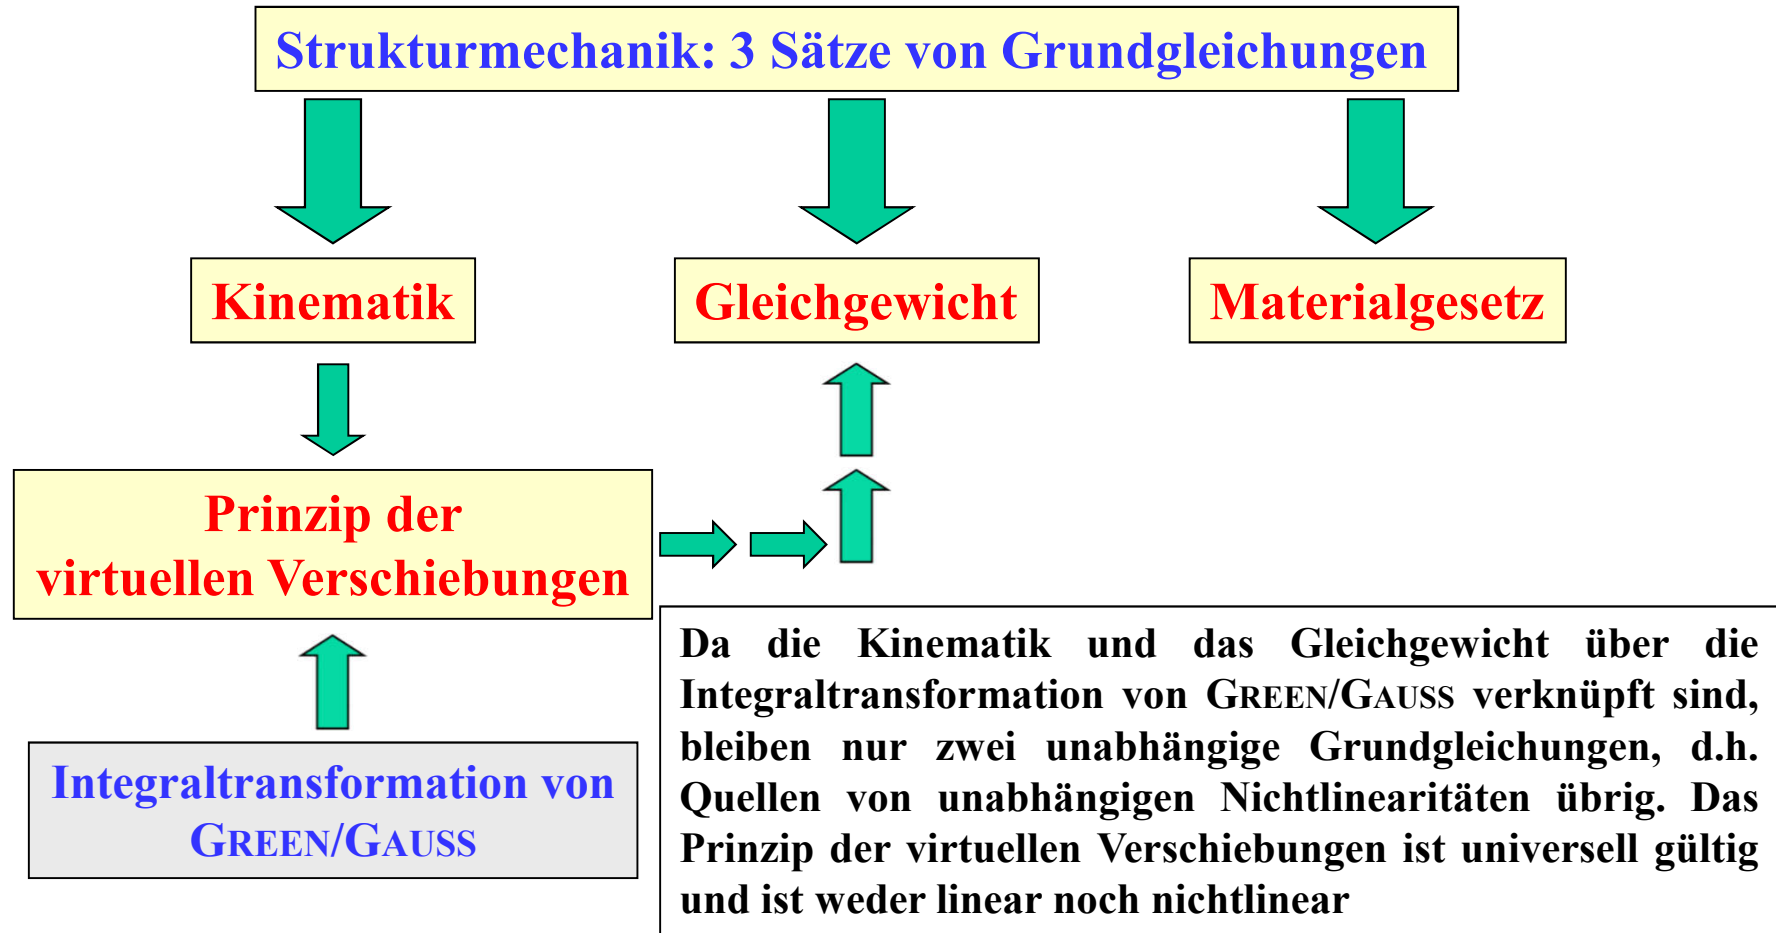 Strukturmechanik: 3 Sätze von Grundgleichungen
Kinematik
Gleichgewicht
Materialgesetz
Prinzip der
virtuellen Verschiebungen
Integraltransformation von
GREEN/GAUSS
Da die Kinematik und das Gleichgewicht über die
Integraltransformation von GREEN/GAUSS verknüpft sind,
bleiben nur zwei unabhängige Grundgleichungen, d.h.
Quellen von unabhängigen Nichtlinearitäten übrig. Das
Prinzip der virtuellen Verschiebungen ist universell gültig
und ist weder linear noch nichtlinear